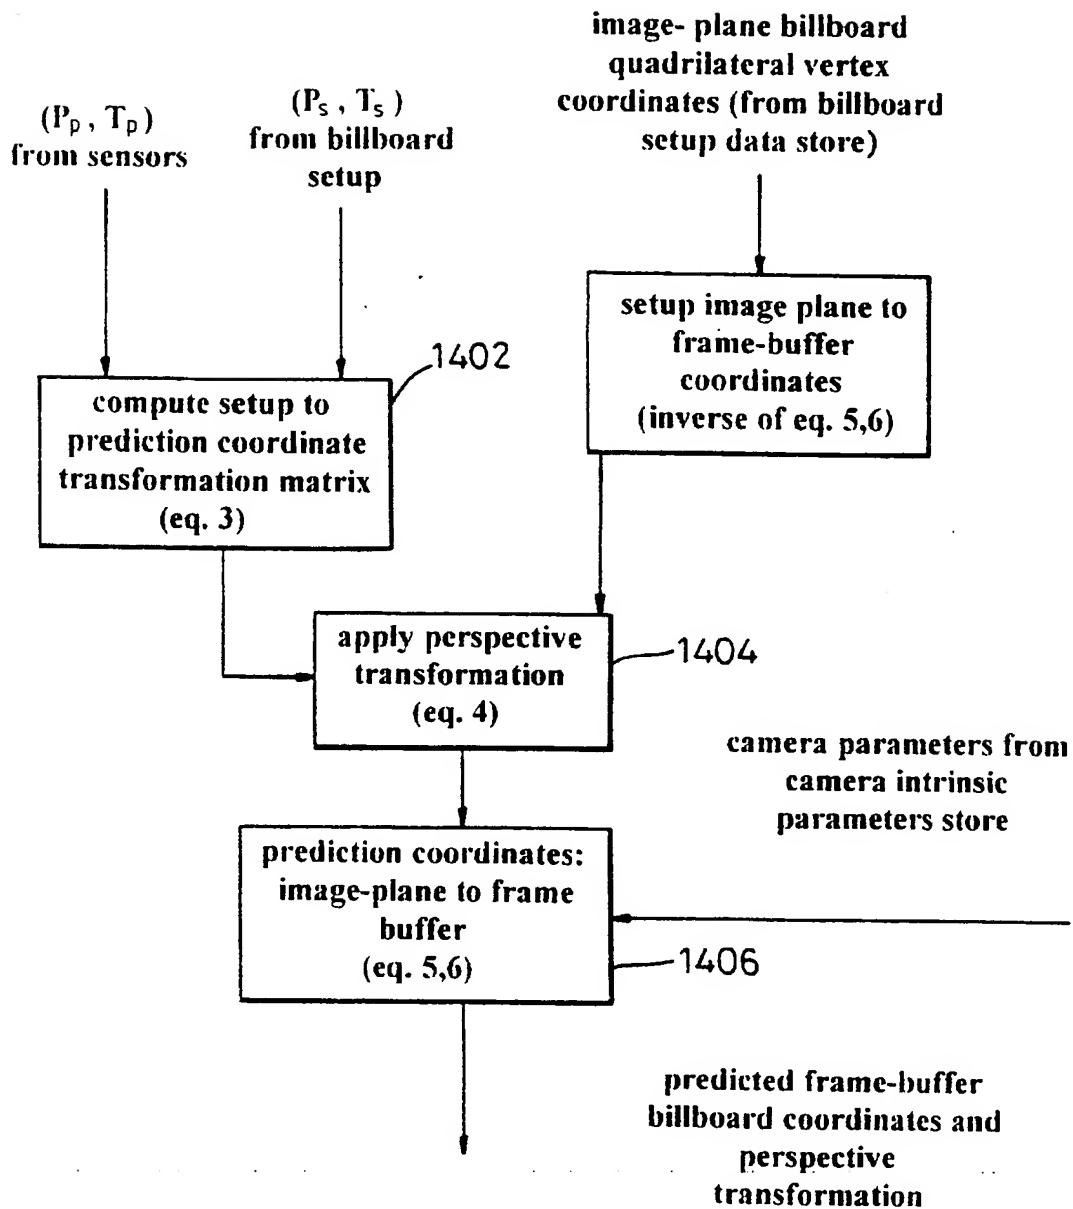 image- plane billboard
quadrilateral vertex
coordinates (from billboard
setup data store)
(Pp , Tp)
from sensors
(Ps , Ts)
from billboard
setup
setup image plane to
frame-buffer
coordinates
(inverse of eq. 5,6)
1402
compute setup to
prediction coordinate
transformation matrix
(eq. 3)
apply perspective
transformation
(eq. 4)
1404
camera parameters from
camera intrinsic
parameters store
prediction coordinates:
image-plane to frame
buffer
(eq. 5,6)
1406
predicted frame-buffer
billboard coordinates and
perspective
transformation